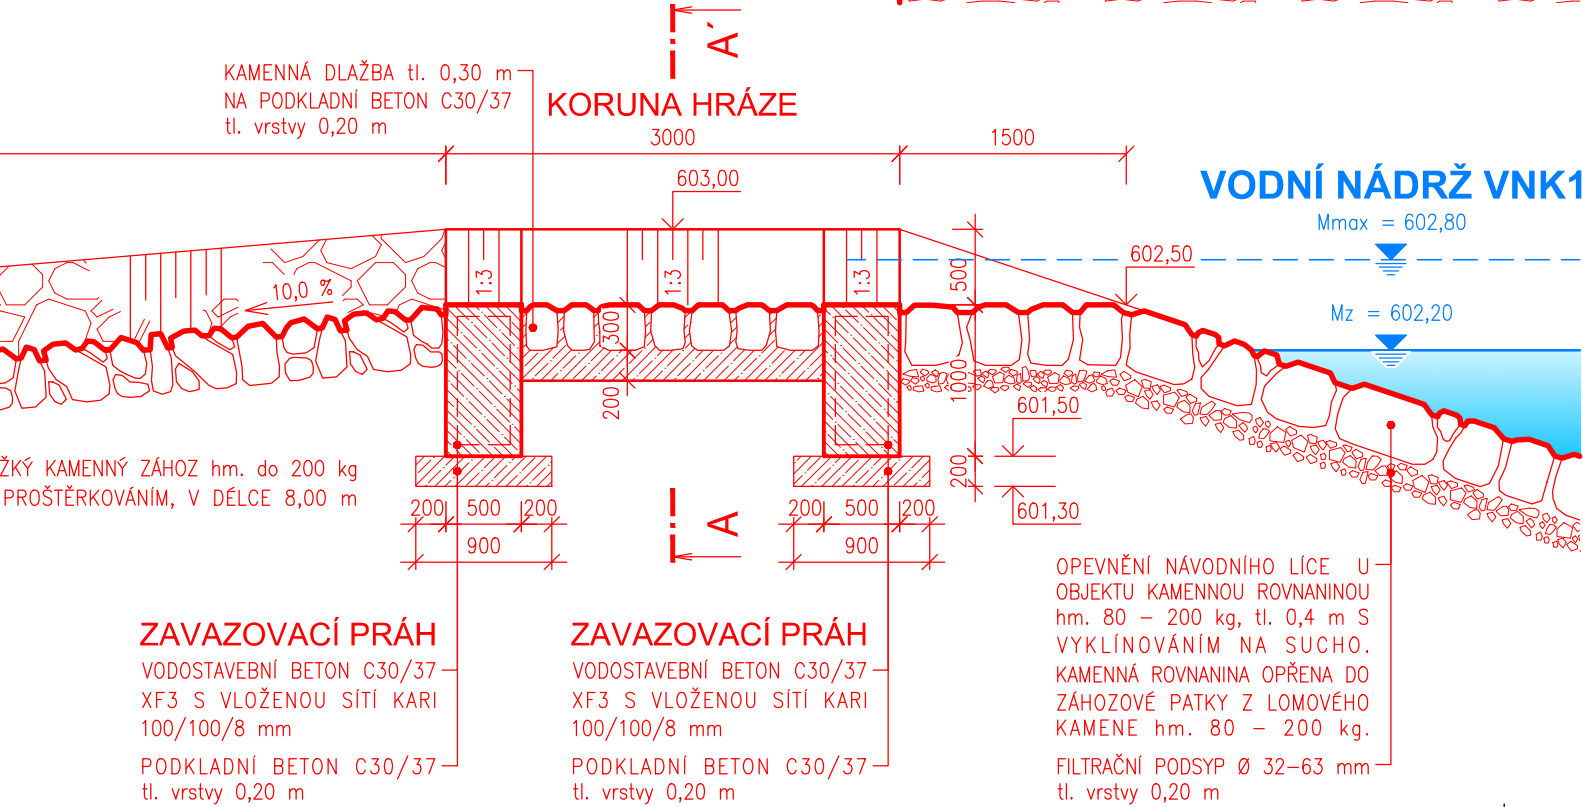 A´
KAMENNÁ DLAŽBA tl. 0,30 m
NA PODKLADNÍ BETON C30/37
tl. vrstvy 0,20 m
KORUNA HRÁZE
3000
1500
603,00
VODNÍ NÁDRŽ VNK1
Mmax = 602,80
602,50
500
1:3
1:3
1:3
10,0 %
300
Mz = 602,20
200
1000
601,50
ŽKÝ KAMENNÝ ZÁHOZ hm. do 200 kg
PROŠTĚRKOVÁNÍM, V DÉLCE 8,00 m
200
601,30
200 500 200
900
A
200 500 200
900
ZAVAZOVACÍ PRÁH
VODOSTAVEBNÍ BETON C30/37
XF3 S VLOŽENOU SÍTÍ KARI
100/100/8 mm
PODKLADNÍ BETON C30/37
tl. vrstvy 0,20 m
ZAVAZOVACÍ PRÁH
VODOSTAVEBNÍ BETON C30/37
XF3 S VLOŽENOU SÍTÍ KARI
100/100/8 mm
PODKLADNÍ BETON C30/37
tl. vrstvy 0,20 m
OPEVNĚNÍ NÁVODNÍHO LÍCE U
OBJEKTU KAMENNOU ROVNANINOU
hm. 80 – 200 kg, tl. 0,4 m S
VYKLÍNOVÁNÍM NA SUCHO.
KAMENNÁ ROVNANINA OPŘENA DO
ZÁHOZOVÉ PATKY Z LOMOVÉHO
KAMENE hm. 80 – 200 kg.
FILTRAČNÍ PODSYP Ø 32–63 mm
tl. vrstvy 0,20 m